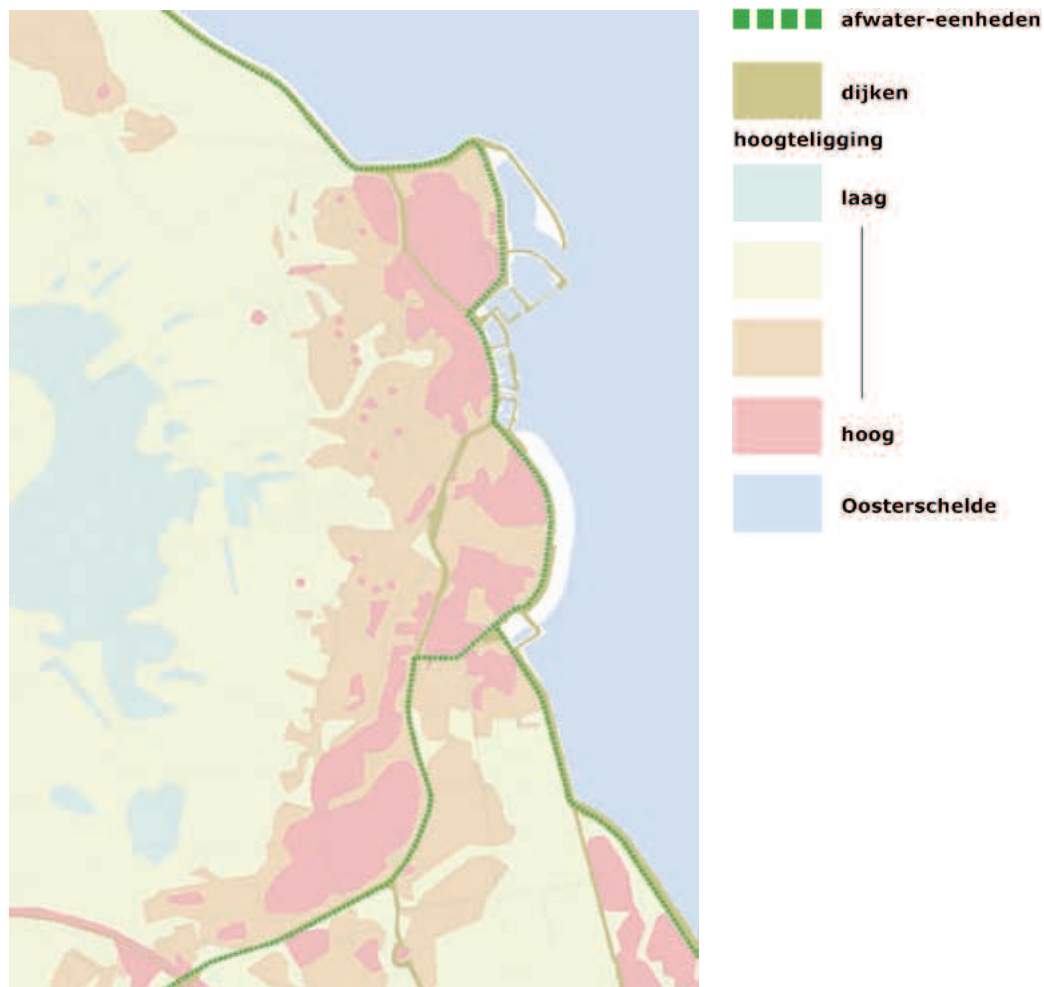 afwater-eenheden
dijken
hoogteligging
laag
hoog
Oosterschelde